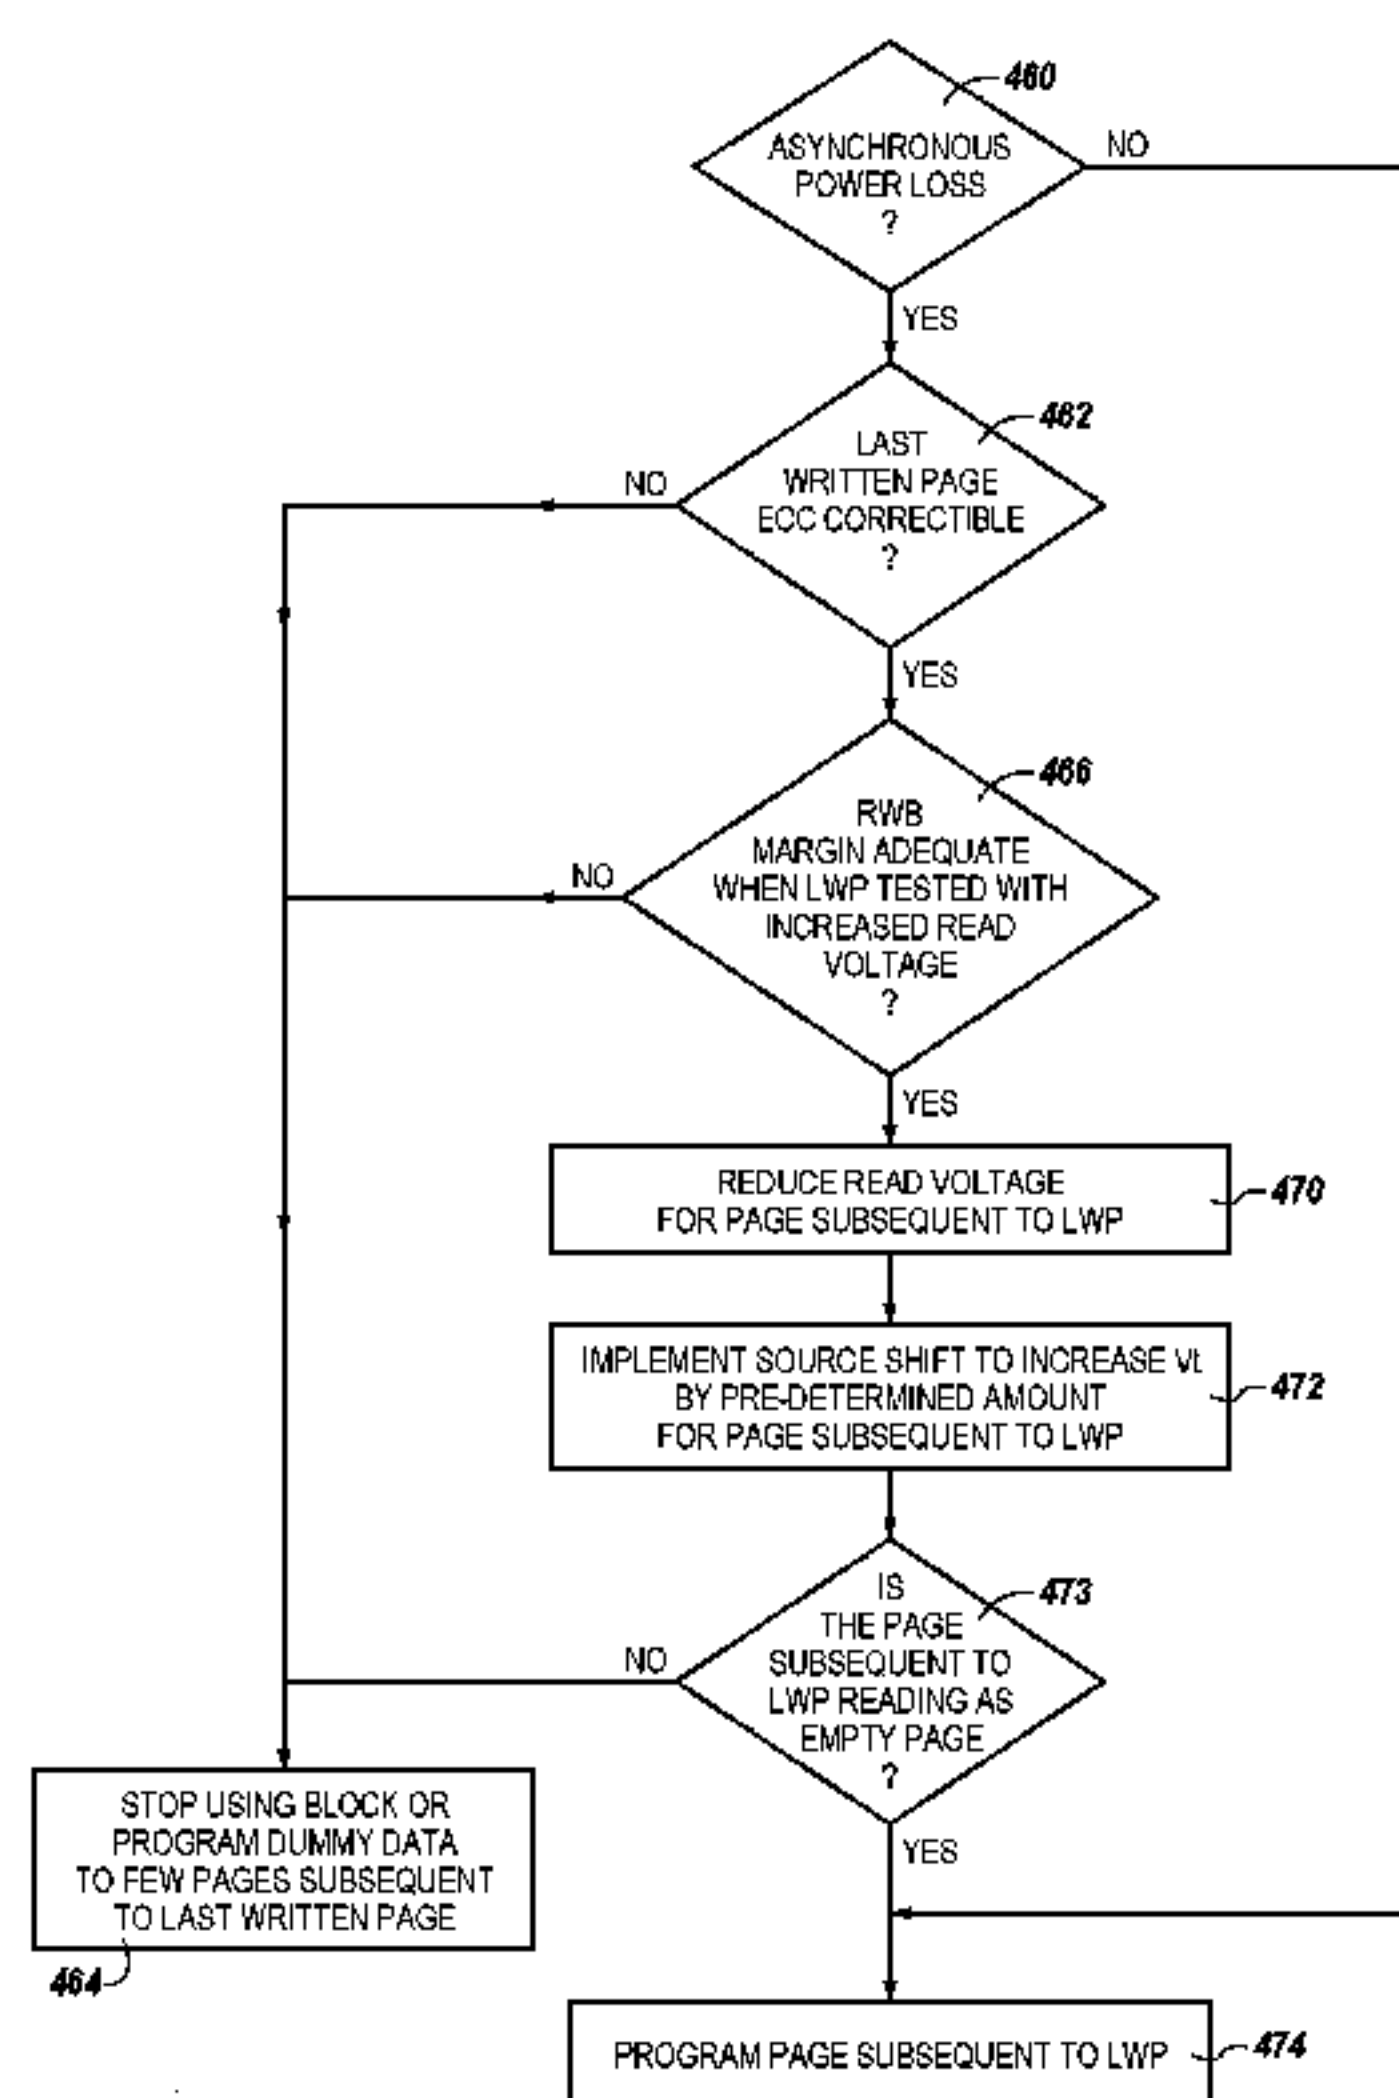 460
ASYNCHRONOUS
POWER LOSS
?
NO
YES
462
LAST
WRITTEN PAGE
ECC CORRECTIBLE
?
NO
YES
466
RWB
MARGIN ADEQUATE
WHEN LWP TESTED WITH
INCREASED READ
VOLTAGE
?
NO
YES
REDUCE READ VOLTAGE
FOR PAGE SUBSEQUENT TO LWP
470
IMPLEMENT SOURCE SHIFT TO INCREASE Vt
BY PRE-DETERMINED AMOUNT
FOR PAGE SUBSEQUENT TO LWP
472
473
IS
THE PAGE
SUBSEQUENT TO
LWP READING AS
EMPTY PAGE
?
NO
YES
STOP USING BLOCK OR
PROGRAM DUMMY DATA
TO FEW PAGES SUBSEQUENT
TO LAST WRITTEN PAGE
464
PROGRAM PAGE SUBSEQUENT TO LWP
474